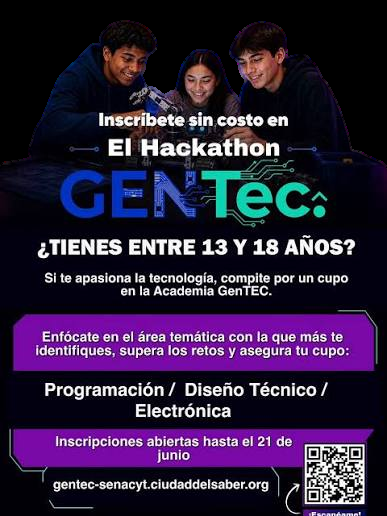 Inscríbete sin costo en
El Hackathon
GENTec
¿TIENES ENTRE 13 Y 18 AÑOS?
Si te apasiona la tecnología, compite por un cupo
en la Academia GenTEC.
Enfócate en el área temática con la que más te
identifiques, supera los retos y asegura tu cupo:
Programación / Diseño Técnico /
Electrónica
Inscripciones abiertas hasta el 21 de
junio
gentec-senacyt.ciudaddelsaber.org
¡Escanéame!